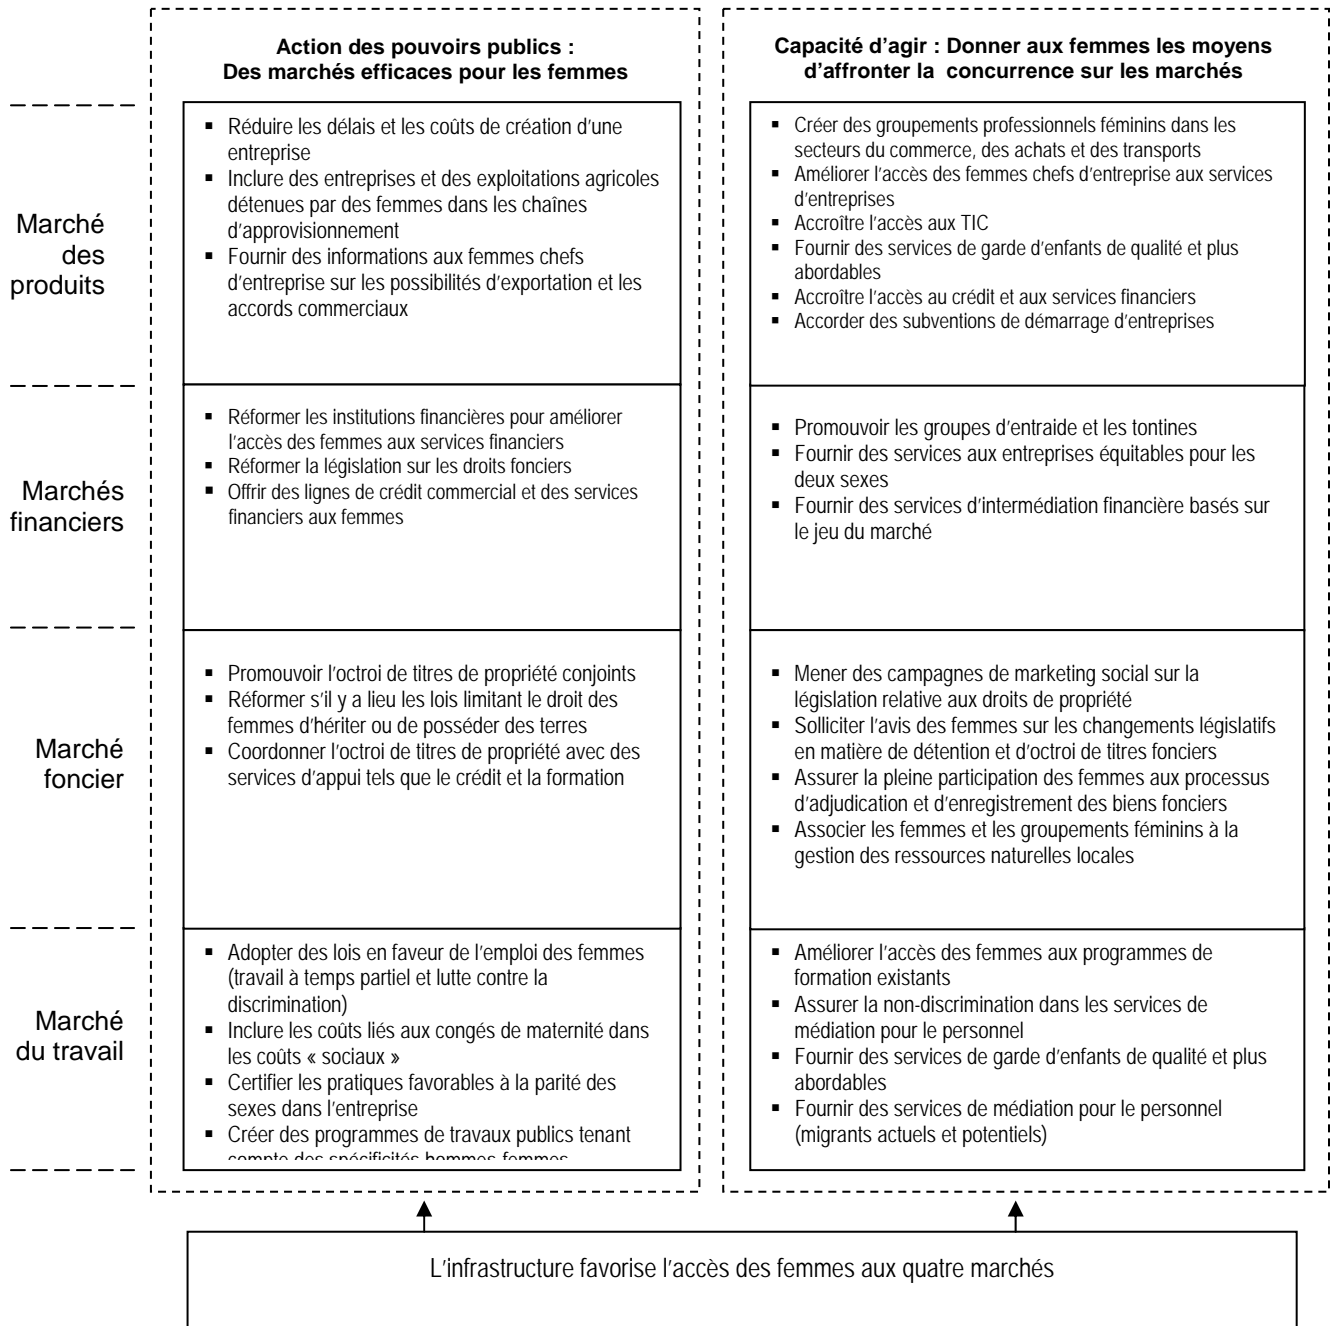 Action des pouvoirs publics :
Des marchés efficaces pour les femmes
Capacité d'agir : Donner aux femmes les moyens
d'affronter la concurrence sur les marchés
Marché
des
produits
▪ Réduire les délais et les coûts de création d'une
entreprise
▪ Inclure des entreprises et des exploitations agricoles
détenues par des femmes dans les chaînes
d'approvisionnement
▪ Fournir des informations aux femmes chefs
d'entreprise sur les possibilités d'exportation et les
accords commerciaux
▪ Créer des groupements professionnels féminins dans les
secteurs du commerce, des achats et des transports
▪ Améliorer l'accès des femmes chefs d'entreprise aux services
d'entreprises
▪ Accroître l'accès aux TIC
▪ Fournir des services de garde d'enfants de qualité et plus
abordables
▪ Accroître l'accès au crédit et aux services financiers
▪ Accorder des subventions de démarrage d'entreprises
Marchés
financiers
▪ Réformer les institutions financières pour améliorer
l'accès des femmes aux services financiers
▪ Réformer la législation sur les droits fonciers
▪ Offrir des lignes de crédit commercial et des services
financiers aux femmes
▪ Promouvoir les groupes d'entraide et les tontines
▪ Fournir des services aux entreprises équitables pour les
deux sexes
▪ Fournir des services d'intermédiation financière basés sur
le jeu du marché
Marché
foncier
▪ Promouvoir l'octroi de titres de propriété conjoints
▪ Réformer s'il y a lieu les lois limitant le droit des
femmes d'hériter ou de posséder des terres
▪ Coordonner l'octroi de titres de propriété avec des
services d'appui tels que le crédit et la formation
▪ Mener des campagnes de marketing social sur la
législation relative aux droits de propriété
▪ Solliciter l'avis des femmes sur les changements législatifs
en matière de détention et d'octroi de titres fonciers
▪ Assurer la pleine participation des femmes aux processus
d'adjudication et d'enregistrement des biens fonciers
▪ Associer les femmes et les groupements féminins à la
gestion des ressources naturelles locales
Marché
du travail
▪ Adopter des lois en faveur de l'emploi des femmes
(travail à temps partiel et lutte contre la
discrimination)
▪ Inclure les coûts liés aux congés de maternité dans
les coûts « sociaux »
▪ Certifier les pratiques favorables à la parité des
sexes dans l'entreprise
▪ Créer des programmes de travaux publics tenant
compte des spécificités hommes-femmes
▪ Améliorer l'accès des femmes aux programmes de
formation existants
▪ Assurer la non-discrimination dans les services de
médiation pour le personnel
▪ Fournir des services de garde d'enfants de qualité et plus
abordables
▪ Fournir des services de médiation pour le personnel
(migrants actuels et potentiels)
L'infrastructure favorise l'accès des femmes aux quatre marchés